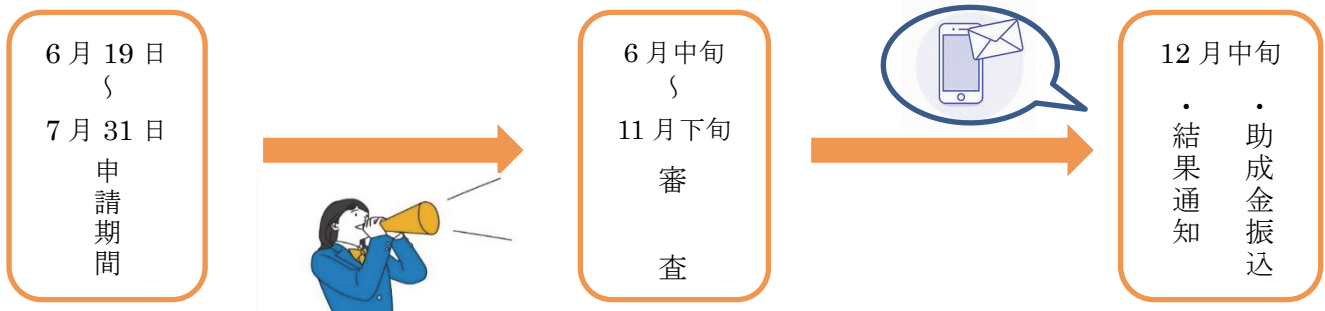 6月19日
〜
7月31日
申請期間
6月中旬
〜
11月下旬
審査
12月中旬
・助成金振込
・結果通知